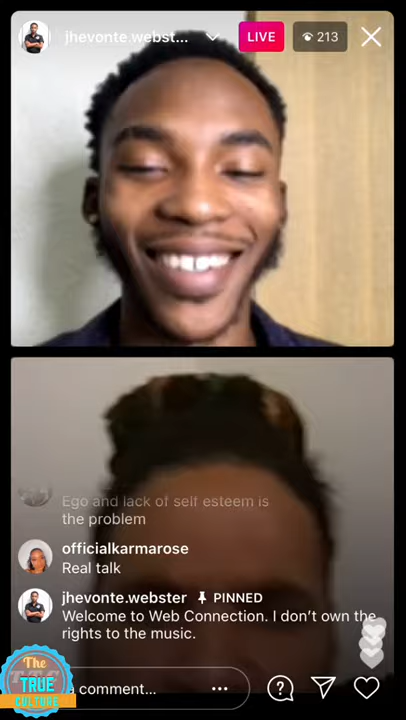 jhevonte.webst...
LIVE
213
Ego and lack of self esteem is
the problem
officialkarmarose
Real talk
jhevonte.webster PINNED
Welcome to Web Connection. I don't own the
rights to the music.
a comment...
The
TRUE
CULTURE